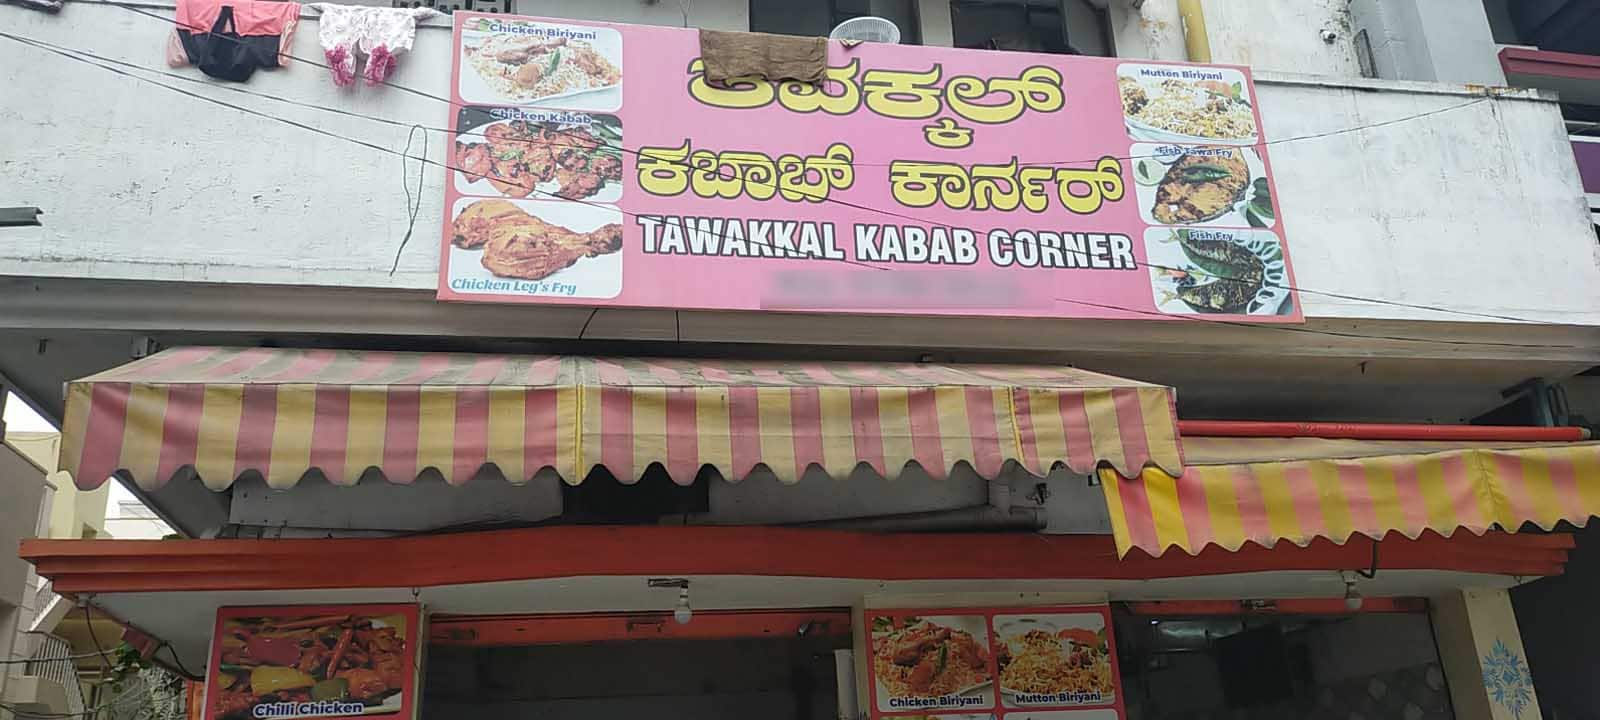 Chicken Biriyani
Chicken Kabab
Chicken Leg's Fry
ತವಕ್ಕಲ್
ಕಬಾಬ್ ಕಾರ್ನರ್
TAWAKKAL KABAB CORNER
Mutton Biriyani
Fish Tawa Fry
Fish Fry
Chilli Chicken
Chicken Biriyani
Mutton Biriyani